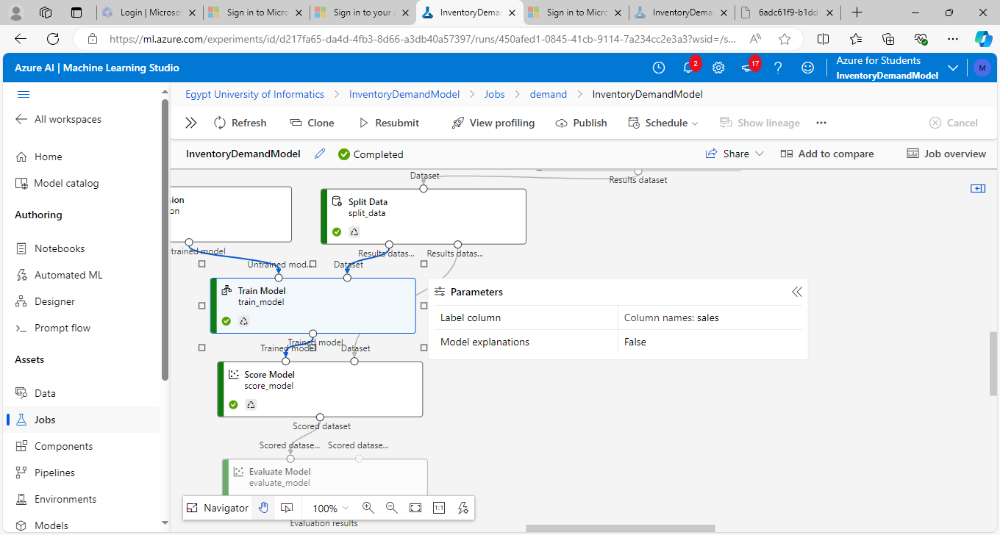 Login | Microso
Sign in to Micro
Sign in to your a
InventoryDemar
Sign in to Micro
InventoryDemar
6adc61f9-b1dd
https://ml.azure.com/experiments/id/d217fa65-da4d-4fb3-8d66-a3db40a57397/runs/450afed1-0845-41cb-9114-7a234cc2e3a3?wsid=/s...
Azure AI | Machine Learning Studio
2
17
Azure for Students
InventoryDemandModel
M
All workspaces
Home
Model catalog
Authoring
Notebooks
Automated ML
Designer
Prompt flow
Assets
Data
Jobs
Components
Pipelines
Environments
Models
Egypt University of Informatics > InventoryDemandModel > Jobs > demand > InventoryDemandModel
Refresh Clone Resubmit View profiling Publish Schedule Show lineage ... Cancel
InventoryDemandModel Completed Share Add to compare Job overview
Dataset
Results dataset
sion
on
Split Data
split_data
trained model
Results datas...
Results datas...
Untrained mod...
Dataset
Train Model
train_model
Parameters
Label column Column names: sales
Model explanations False
Trained model
Trained model
Dataset
Score Model
score_model
Scored dataset
Scored datase...
Scored datase...
Evaluate Model
evaluate_model
Navigator 100% 1:1
Evaluation results